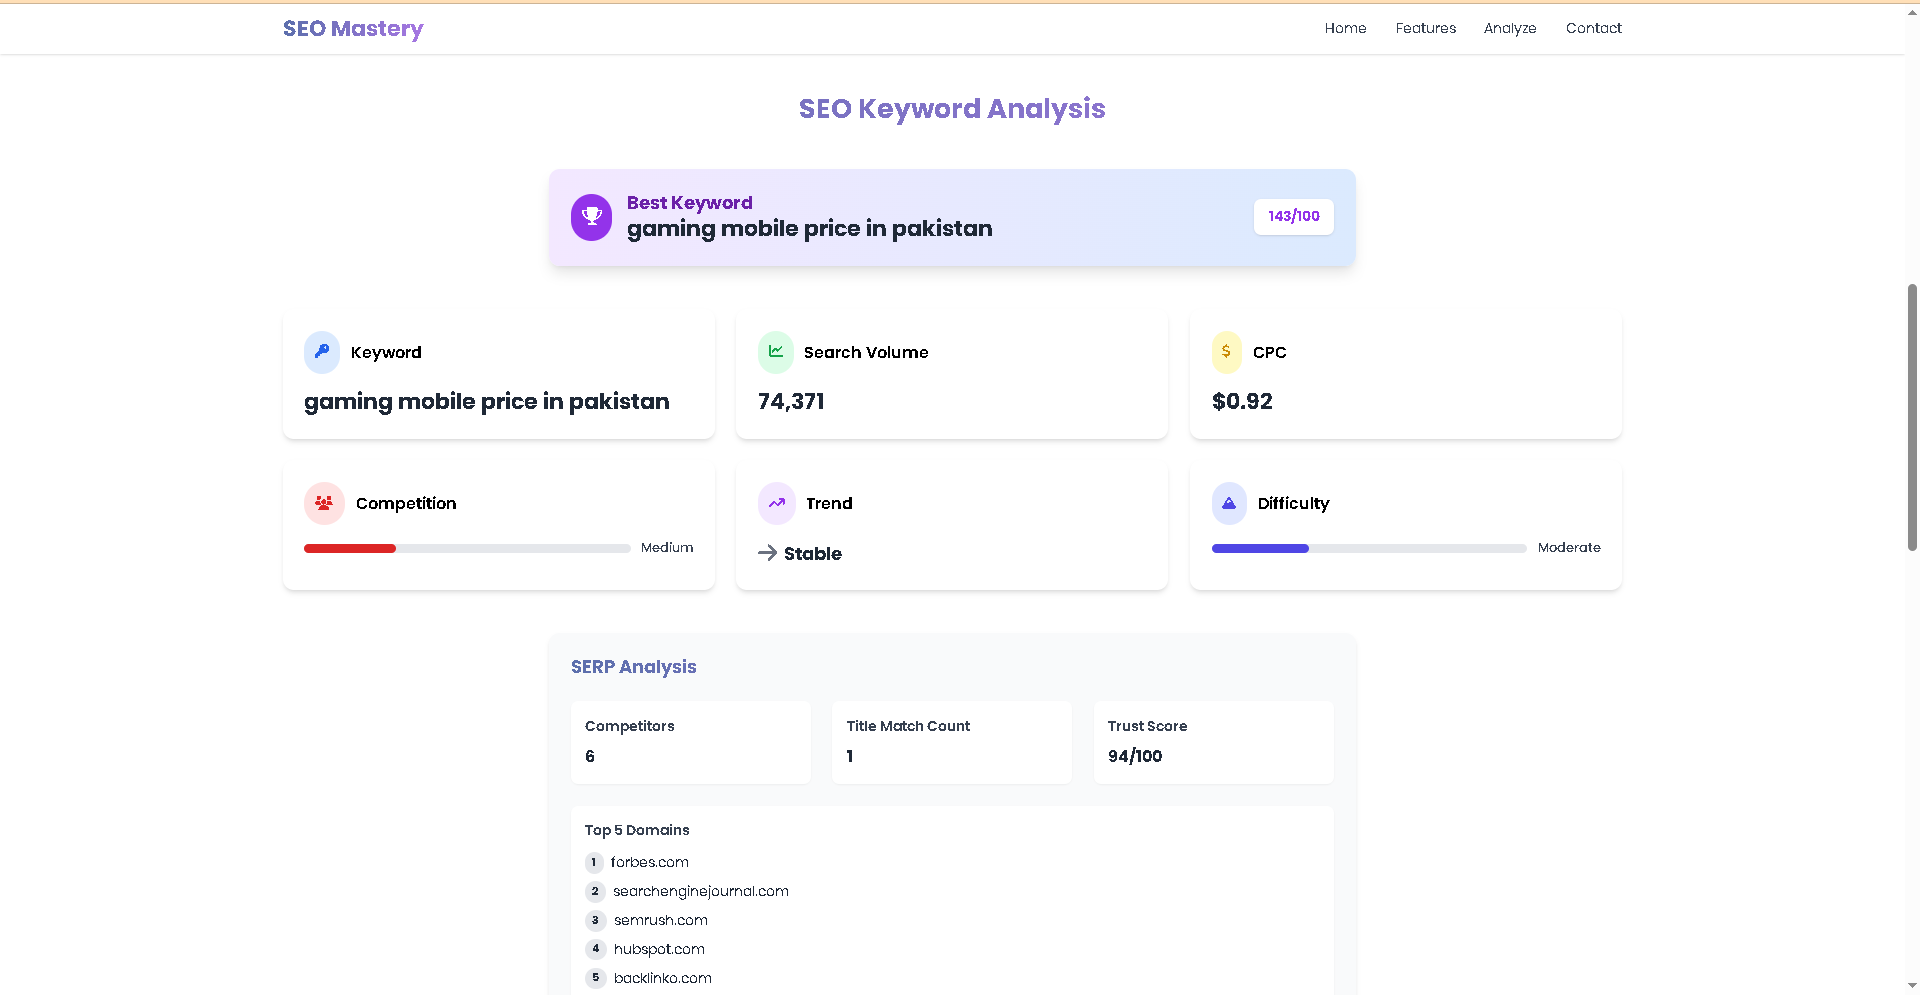 SEO Mastery
Home Features Analyze Contact
SEO Keyword Analysis
Best Keyword
gaming mobile price in pakistan
143/100
Keyword
gaming mobile price in pakistan
Search Volume
74,371
CPC
$0.92
Competition
Medium
Trend
→ Stable
Difficulty
Moderate
SERP Analysis
Competitors
6
Title Match Count
1
Trust Score
94/100
Top 5 Domains
1 forbes.com
2 searchenginejournal.com
3 semrush.com
4 hubspot.com
5 backlinko.com